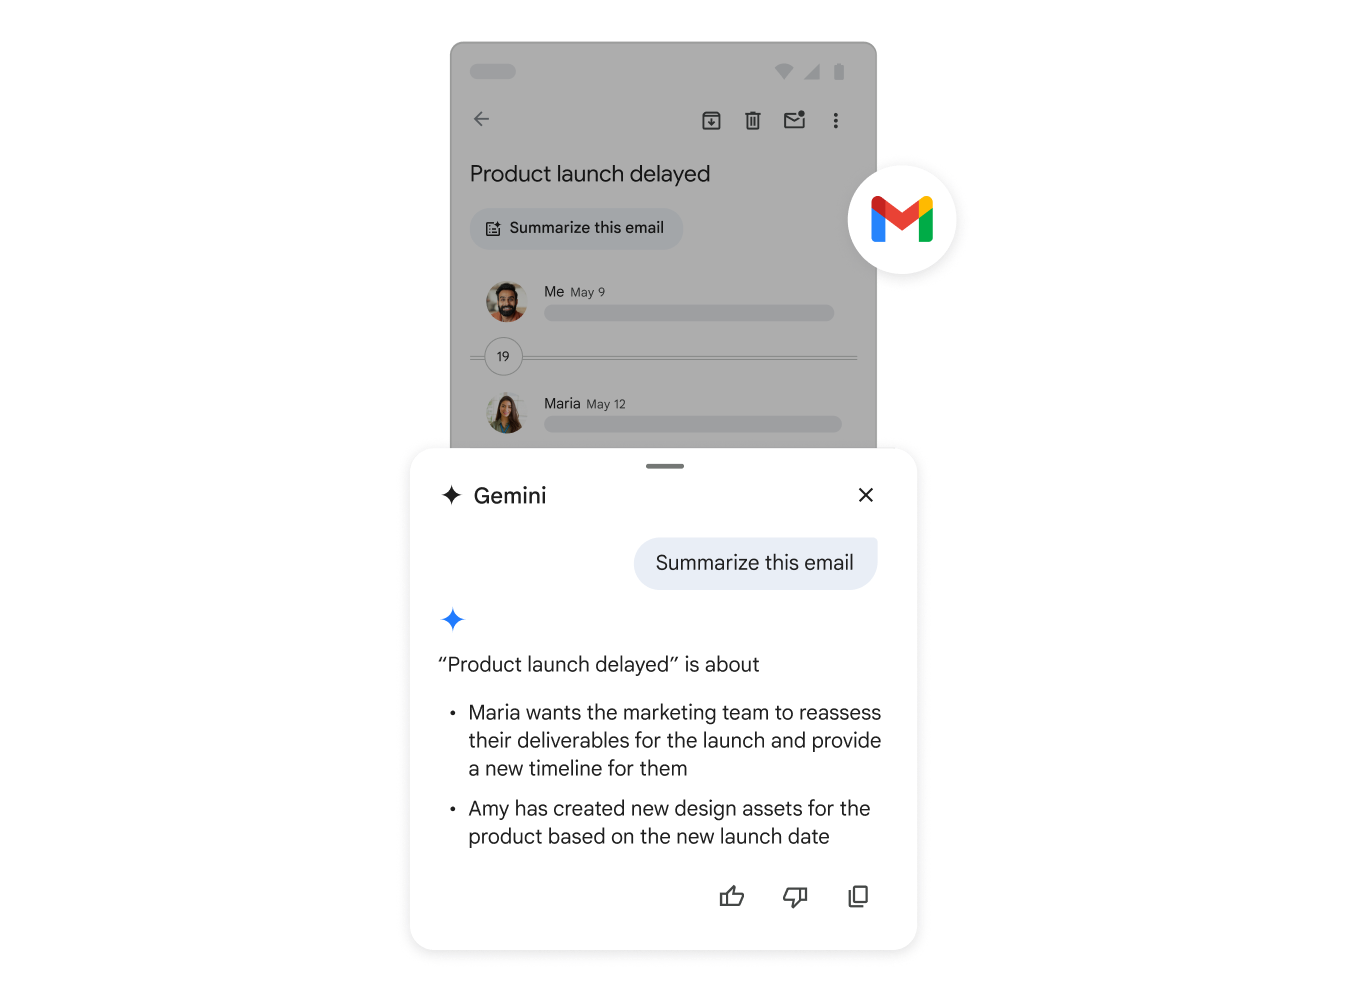 Product launch delayed
Summarize this email
Me May 9
19
Maria May 12
Gemini
Summarize this email
“Product launch delayed” is about
• Maria wants the marketing team to reassess
their deliverables for the launch and provide
a new timeline for them
• Amy has created new design assets for the
product based on the new launch date